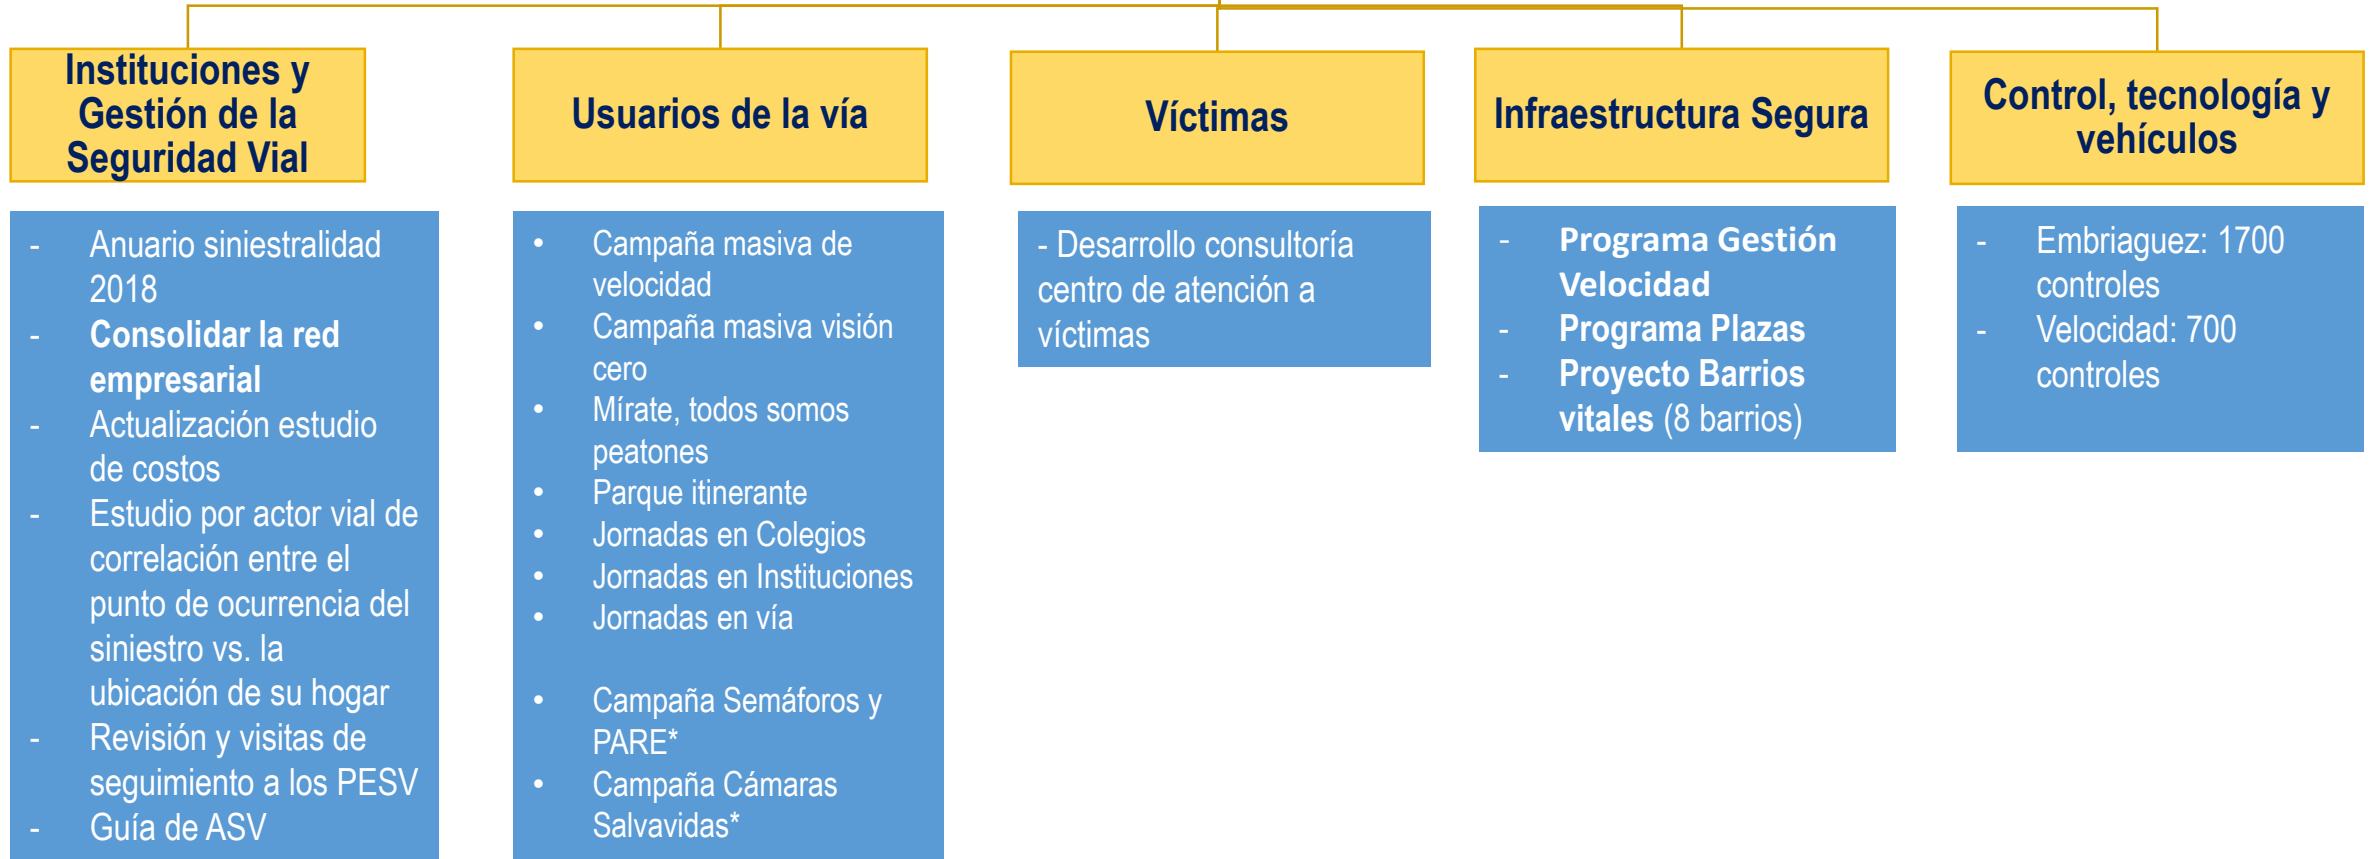 Instituciones y
Gestión de la
Seguridad Vial
- Anuario siniestralidad
2018
- Consolidar la red
empresarial
- Actualización estudio
de costos
- Estudio por actor vial de
correlación entre el
punto de ocurrencia del
siniestro vs. la
ubicación de su hogar
- Revisión y visitas de
seguimiento a los PESV
- Guía de ASV
Usuarios de la vía
• Campaña masiva de
velocidad
• Campaña masiva visión
cero
• Mírate, todos somos
peatones
• Parque itinerante
• Jornadas en Colegios
• Jornadas en Instituciones
• Jornadas en vía
• Campaña Semáforos y
PARE*
• Campaña Cámaras
Salvavidas*
Víctimas
- Desarrollo consultoría
centro de atención a
víctimas
Infraestructura Segura
- Programa Gestión
Velocidad
- Programa Plazas
- Proyecto Barrios
vitales (8 barrios)
Control, tecnología y
vehículos
- Embriaguez: 1700
controles
- Velocidad: 700
controles